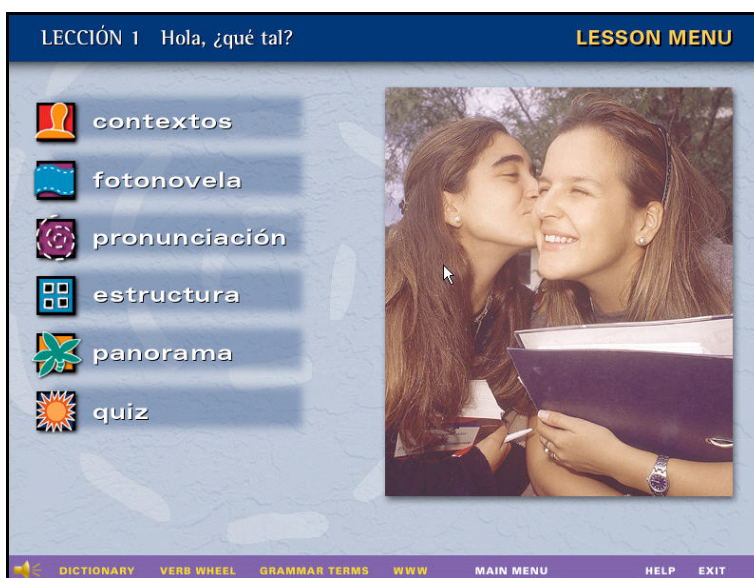 LECCIÓN 1 Hola, ¿qué tal? LESSON MENU
contextos
fotonovela
pronunciación
estructura
panorama
quiz
DICTIONARY VERB WHEEL GRAMMAR TERMS WWW MAIN MENU HELP EXIT